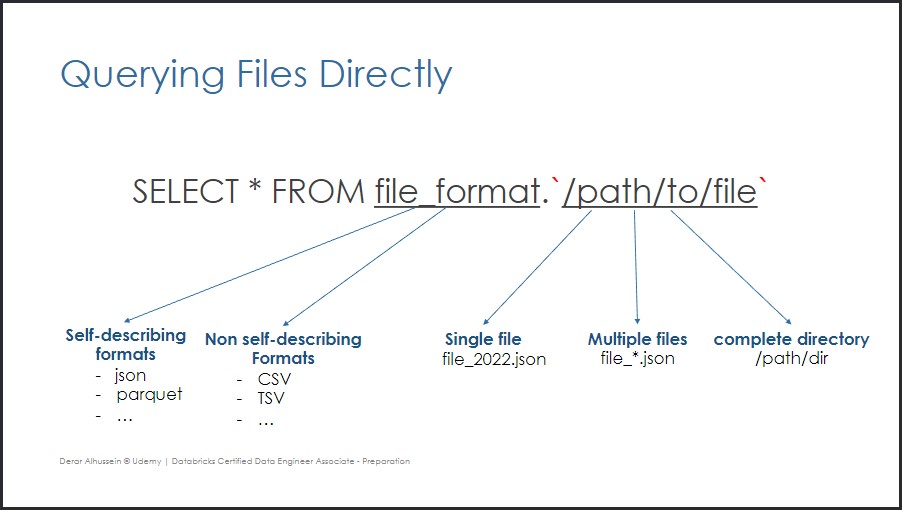 Querying Files Directly
SELECT * FROM file_format.`/path/to/file`
Self-describing
formats
- json
- parquet
- ...
Non self-describing
Formats
- CSV
- TSV
- ...
Single file
file_2022.json
Multiple files
file_*.json
complete directory
/path/dir
Derar Alhussein © Udemy | Databricks Certified Data Engineer Associate - Preparation